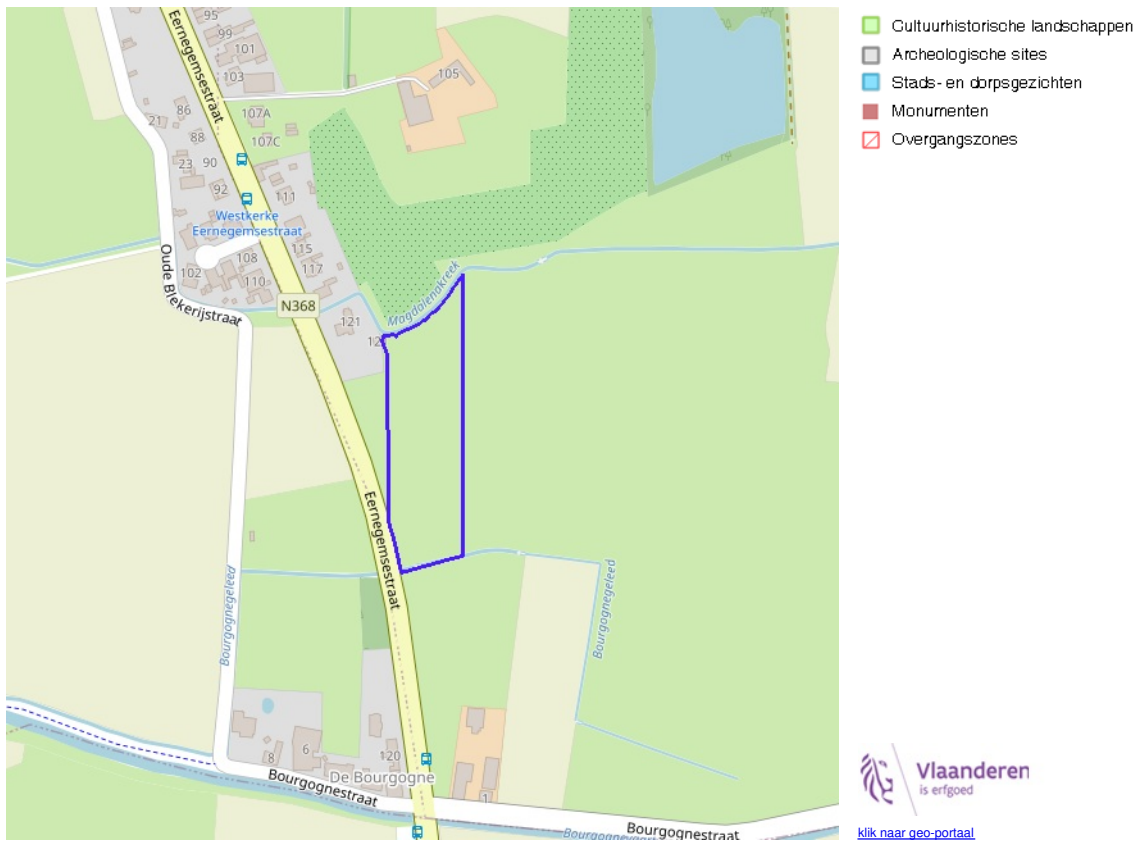 95
99
Eernegemsestraat
101
103
105
86
107A
21
88
107C
23
90
92
111
Westkerke
Eernegemsestraat
115
108
117
102
110
Oude Blekerijstraat
N368
121
Magdalenakreek
Eernegemsestraat
Bourgognegeleed
Bourgognegeleed
6
8
120
De Bourgogne
1
Bourgognestraat
Bourgognestraat
Cultuurhistorische landschappen
Archeologische sites
Stads- en dorpsgezichten
Monumenten
Overgangszones
Vlaanderen
is erfgoed
klik naar geo-portaal